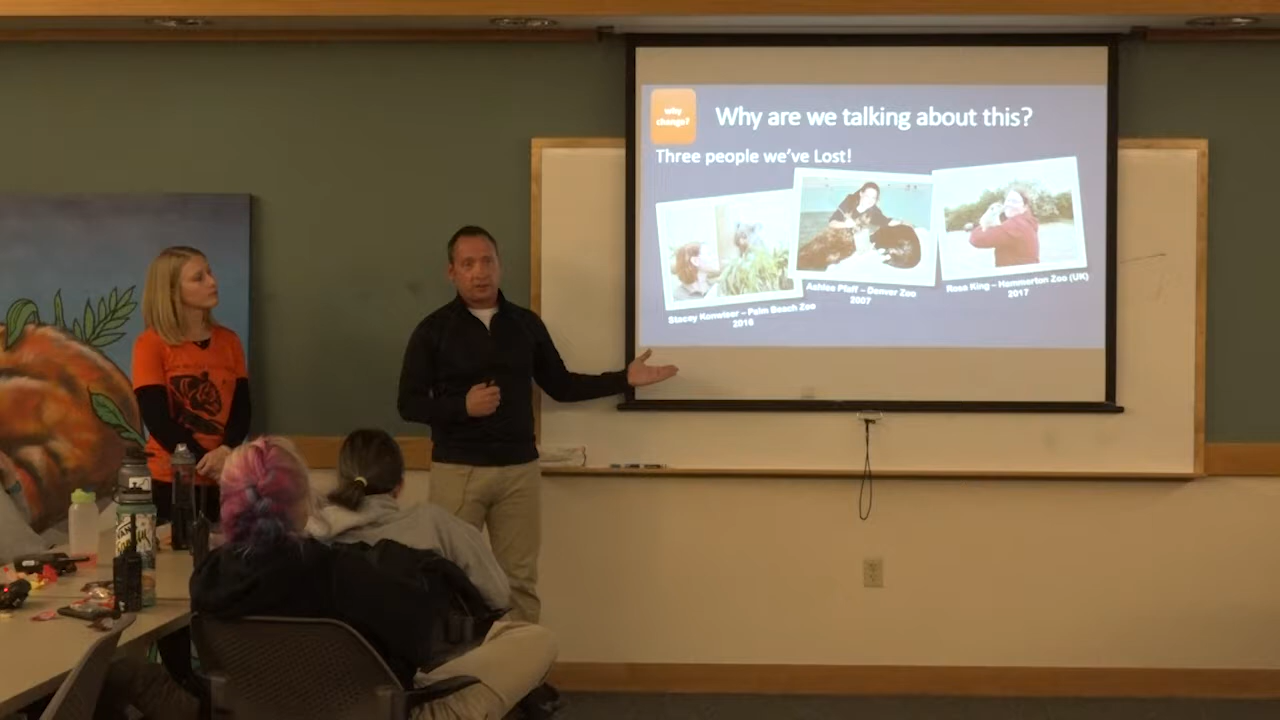 why
change?
Why are we talking about this?
Three people we've Lost!
Stacey Konwiser – Palm Beach Zoo
2016
Ashlee Pfaff – Denver Zoo
2007
Rosa King – Hammerton Zoo (UK)
2017